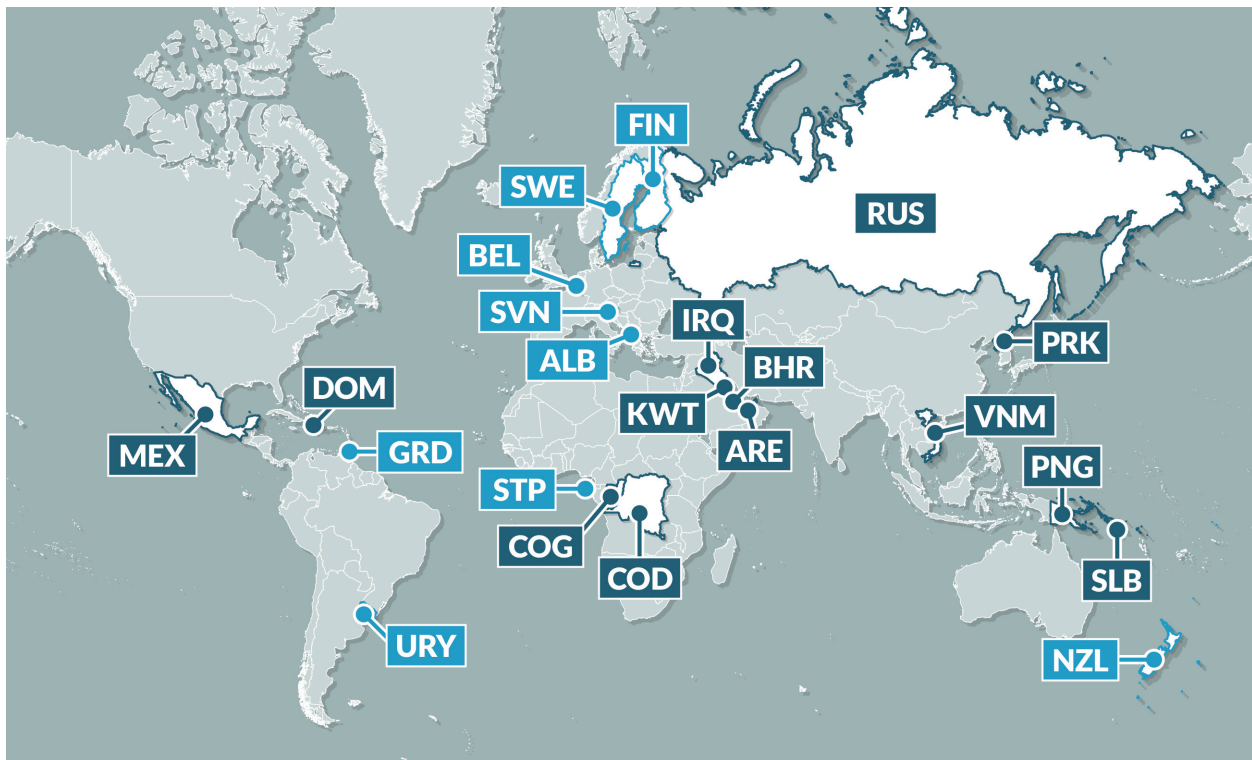 FIN
SWE
RUS
BEL
SVN
IRQ
ALB
PRK
BHR
DOM
KWT
VNM
ARE
MEX
GRD
PNG
STP
COG
COD
SLB
URY
NZL